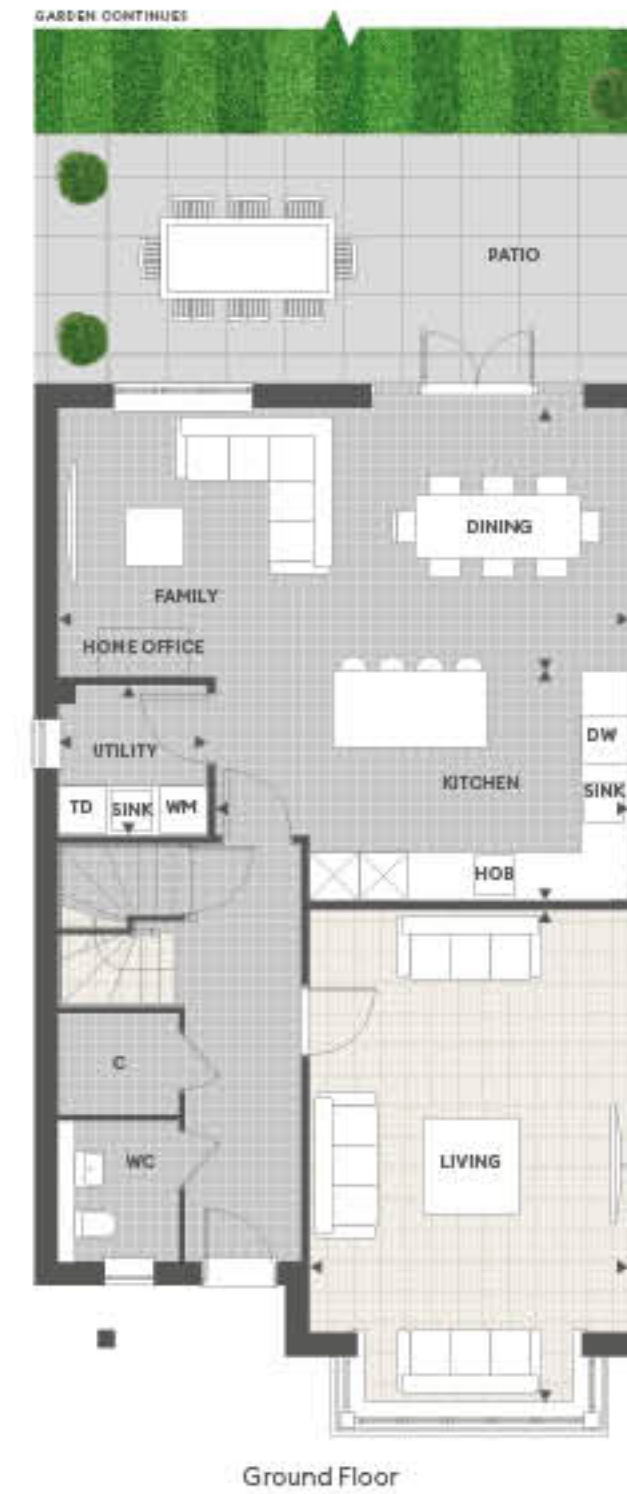 GARDEN CONTINUES
PATIO
DINING
FAMILY
HOME OFFICE
DW
UTILITY
KITCHEN
SINK
TD SINK WM
HOB
C
WC
LIVING
Ground Floor